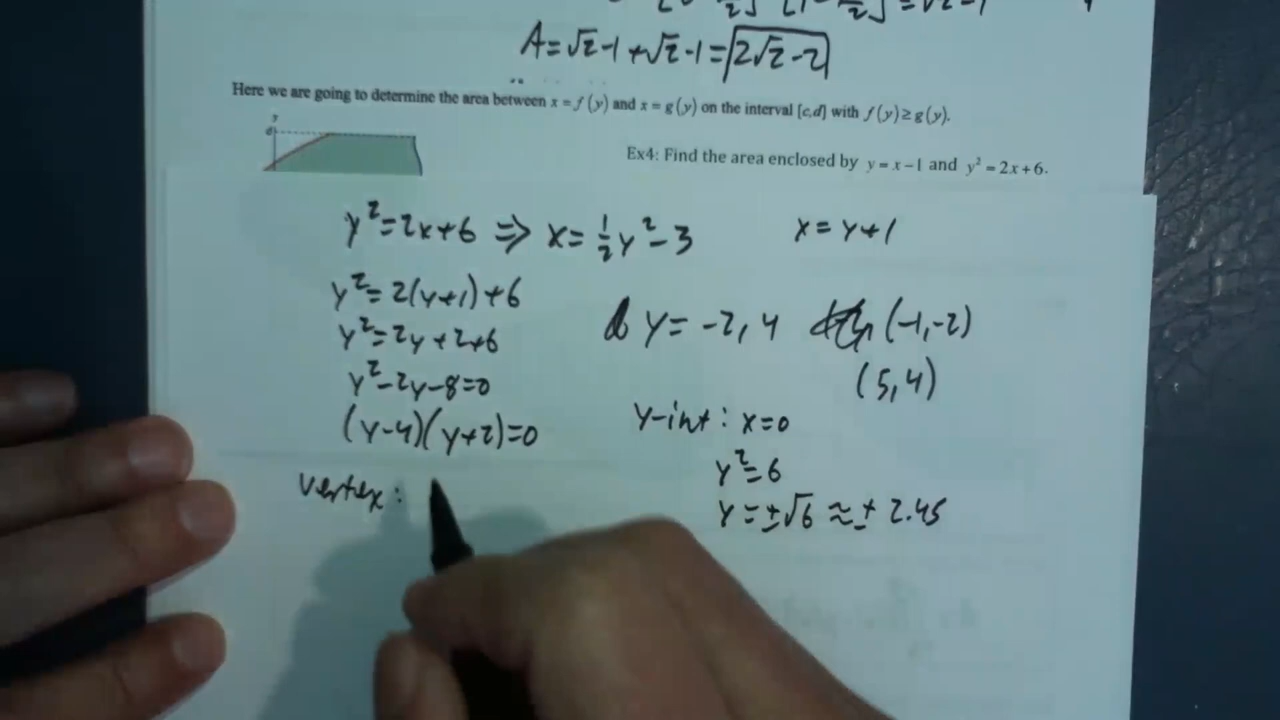 A = √2 - 1 + √2 - 1 = 2√2 - 2
Here we are going to determine the area between x = f(y) and x = g(y) on the interval [c,d] with f(y) ≥ g(y).
y
d
Ex4: Find the area enclosed by y = x - 1 and y² = 2x + 6.
y² = 2x + 6 ⇒ x = 1/2 y² - 3
x = y + 1
y² = 2(y+1) + 6
y² = 2y + 2 + 6
y² - 2y - 8 = 0
(y-4)(y+2) = 0
y = -2, 4
(-1, -2)
(5, 4)
y-int: x = 0
y² = 6
y = ±√6 ≈ ± 2.45
vertex: